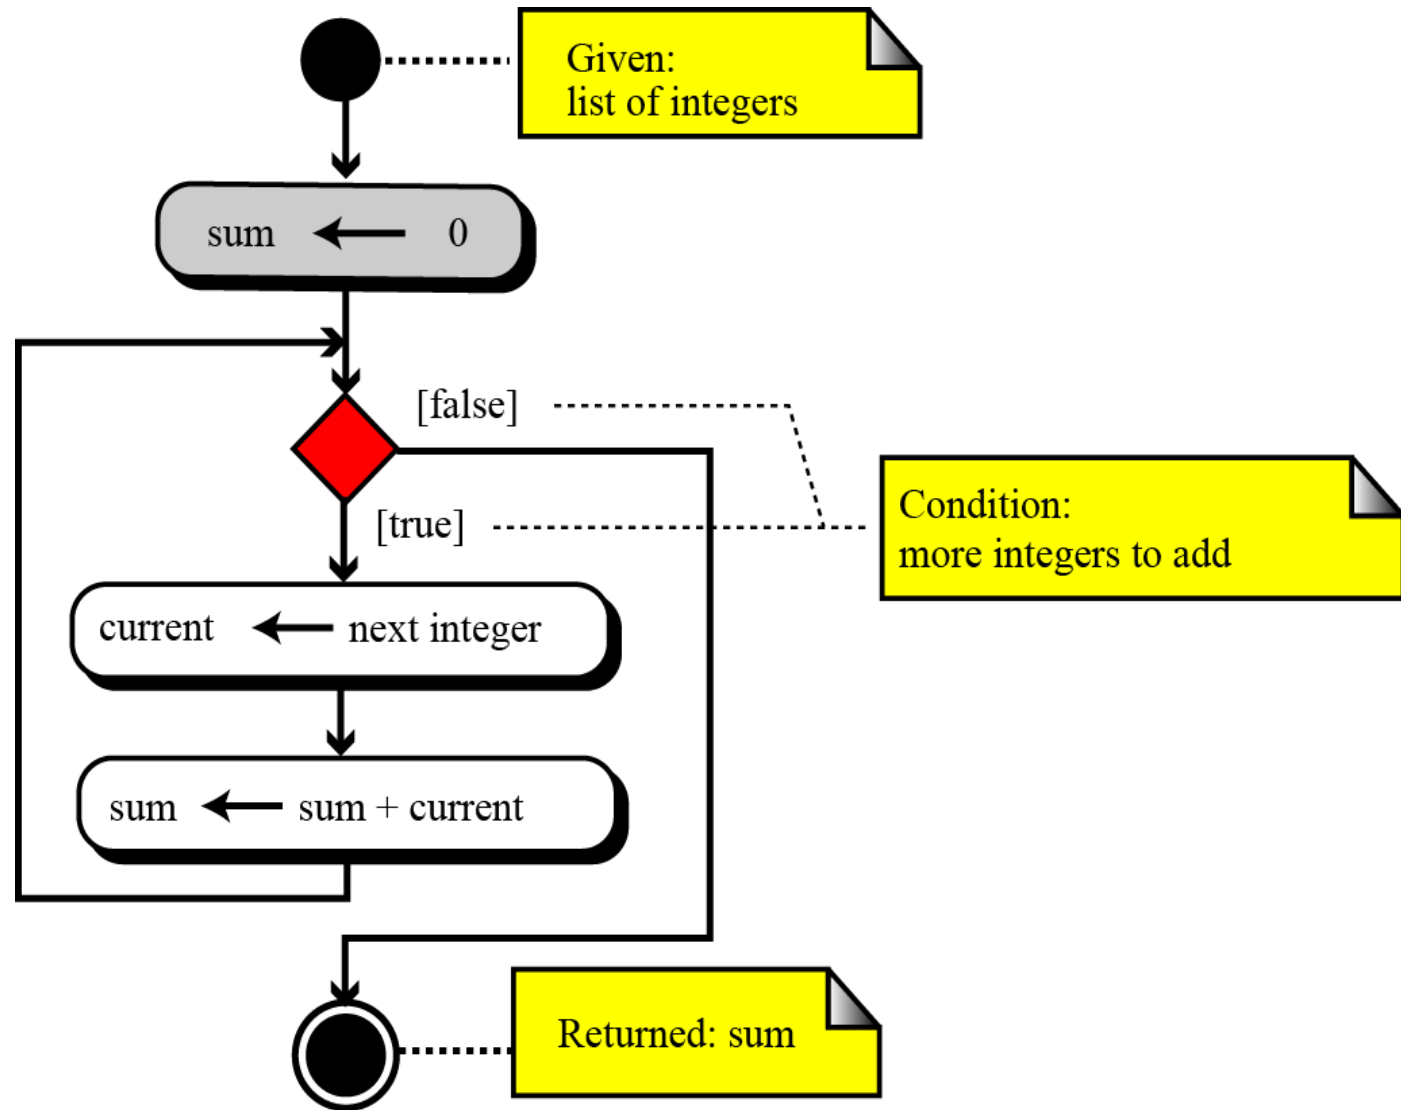 Given:
list of integers
sum 0
[false]
Condition:
more integers to add
[true]
current next integer
sum sum + current
Returned: sum